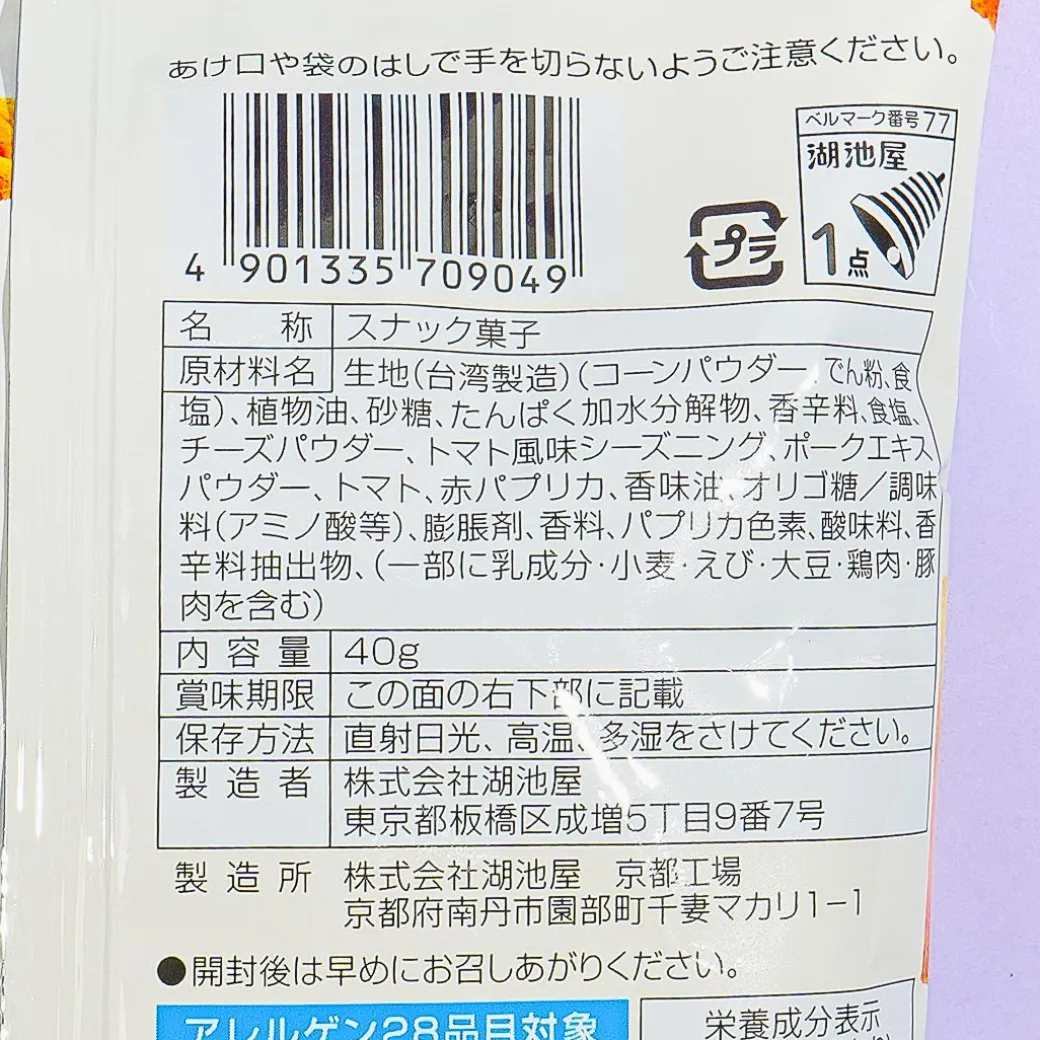 あけ口や袋のはしで手を切らないようご注意ください。
4 901335 709049
プラ
ベルマーク番号77
湖池屋
1点
名称 スナック菓子
原材料名 生地(台湾製造)(コーンパウダー、でん粉、食
塩)、植物油、砂糖、たんぱく加水分解物、香辛料、食塩、
チーズパウダー、トマト風味シーズニング、ポークエキス
パウダー、トマト、赤パプリカ、香味油、オリゴ糖/調味
料(アミノ酸等)、膨脹剤、香料、パプリカ色素、酸味料、香
辛料抽出物、(一部に乳成分・小麦・えび・大豆・鶏肉・豚
肉を含む)
内容量 40g
賞味期限 この面の右下部に記載
保存方法 直射日光、高温、多湿をさけてください。
製造者 株式会社湖池屋
東京都板橋区成増5丁目9番7号
製造所 株式会社湖池屋 京都工場
京都府南丹市園部町千妻マカリ1-1
●開封後は早めにお召しあがりください。
アレルゲン28品目対象
栄養成分表示